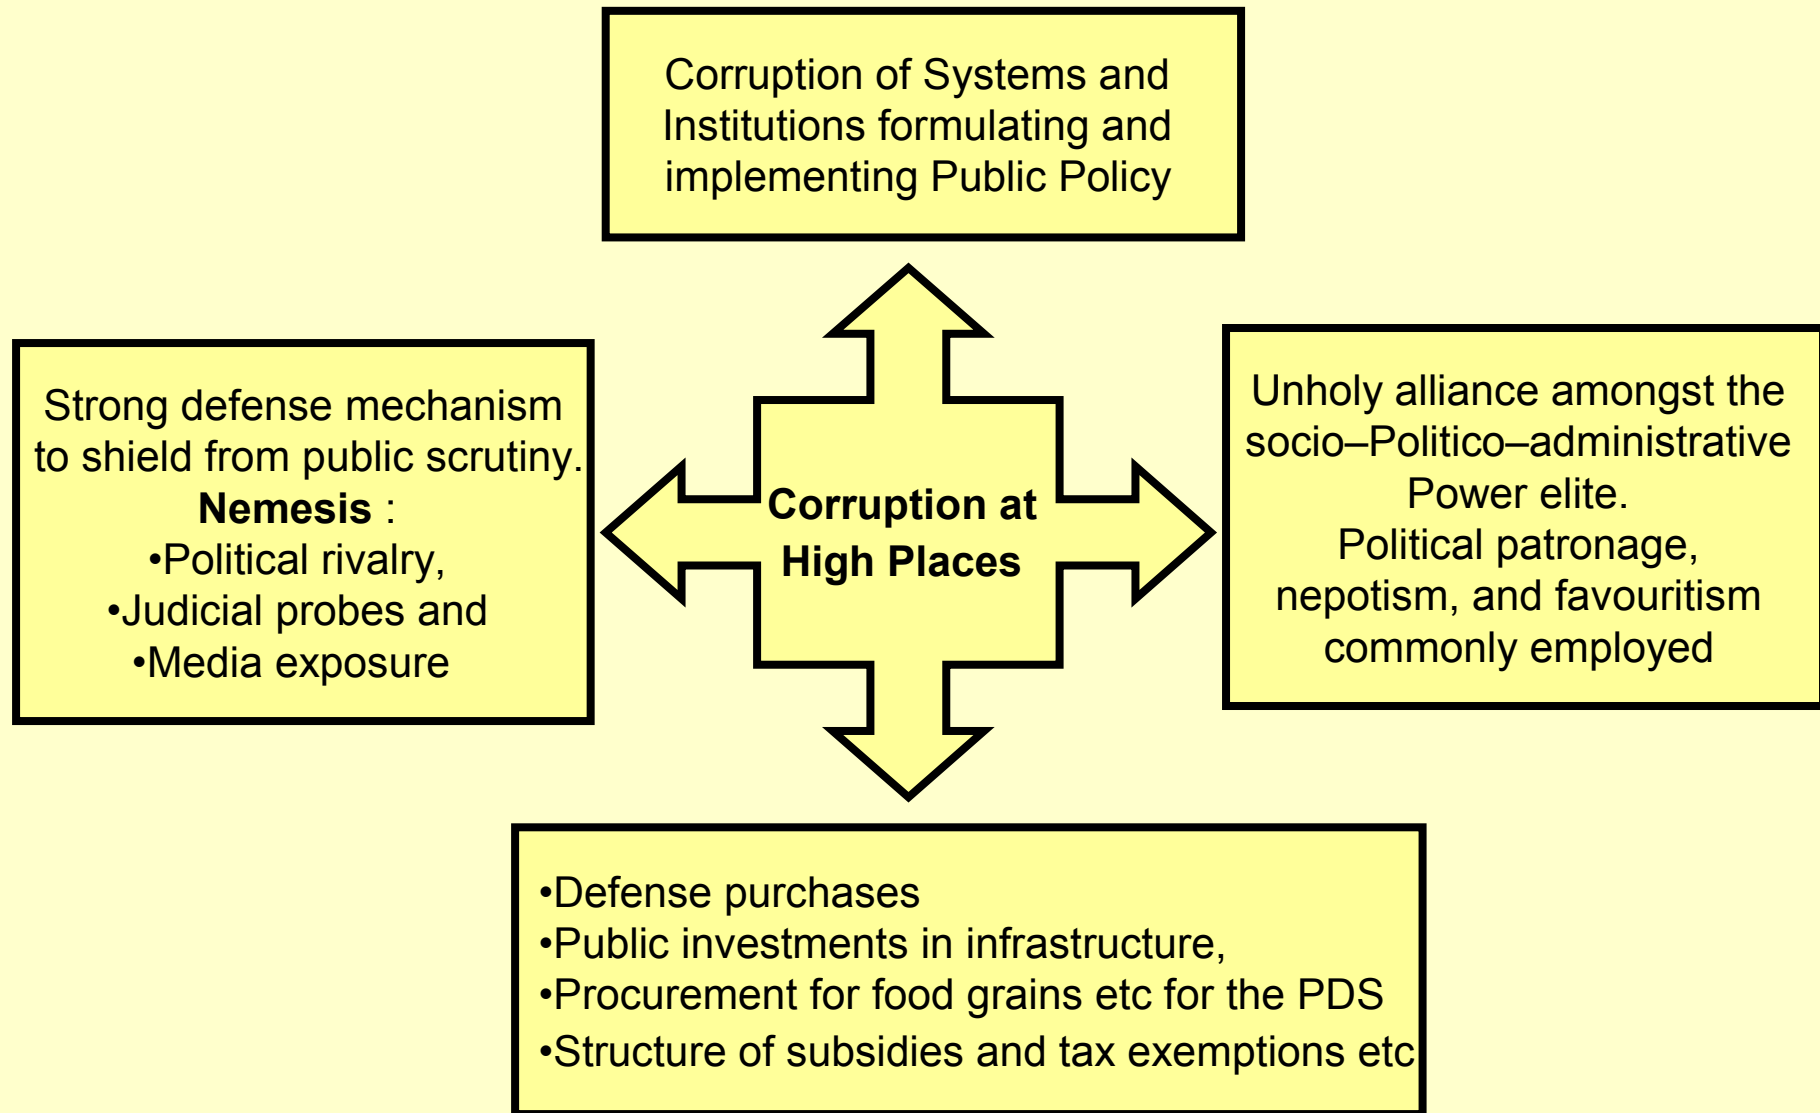 Corruption of Systems and
Institutions formulating and
implementing Public Policy
Strong defense mechanism
to shield from public scrutiny.
Nemesis :
•Political rivalry,
•Judicial probes and
•Media exposure
Corruption at
High Places
Unholy alliance amongst the
socio–Politico–administrative
Power elite.
Political patronage,
nepotism, and favouritism
commonly employed
•Defense purchases
•Public investments in infrastructure,
•Procurement for food grains etc for the PDS
•Structure of subsidies and tax exemptions etc